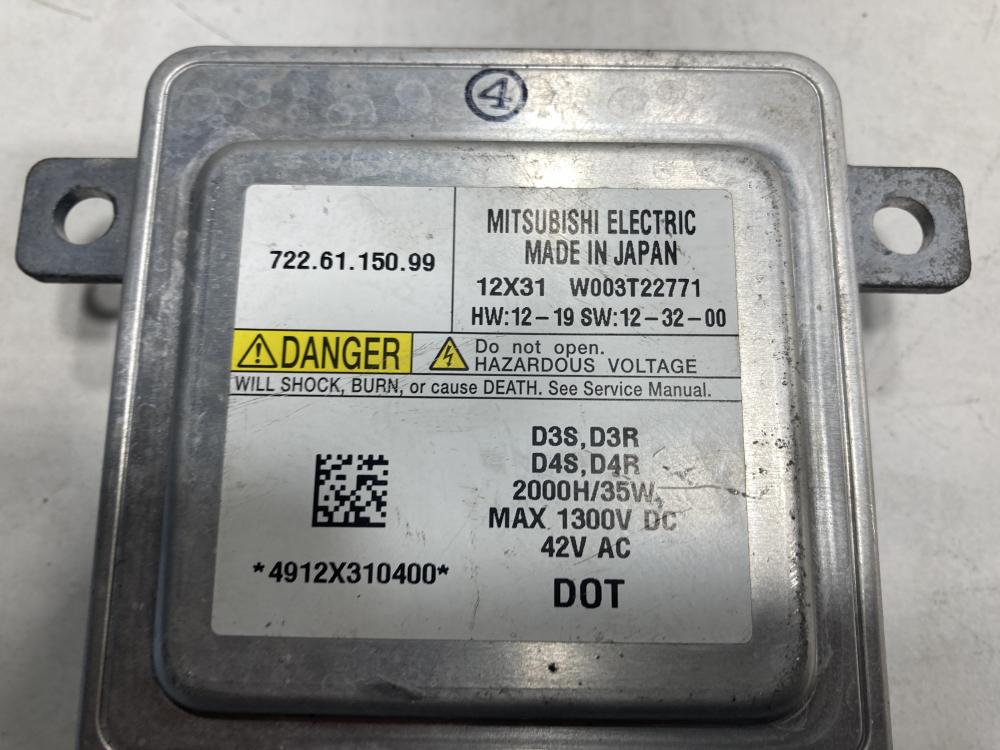 4
722.61.150.99
MITSUBISHI ELECTRIC
MADE IN JAPAN
12X31 W003T22771
HW:12-19 SW:12-32-00
DANGER
Do not open.
HAZARDOUS VOLTAGE
WILL SHOCK, BURN, or cause DEATH. See Service Manual.
D3S,D3R
D4S,D4R
2000H/35W,
MAX 1300V DC
42V AC
*4912X310400*
DOT